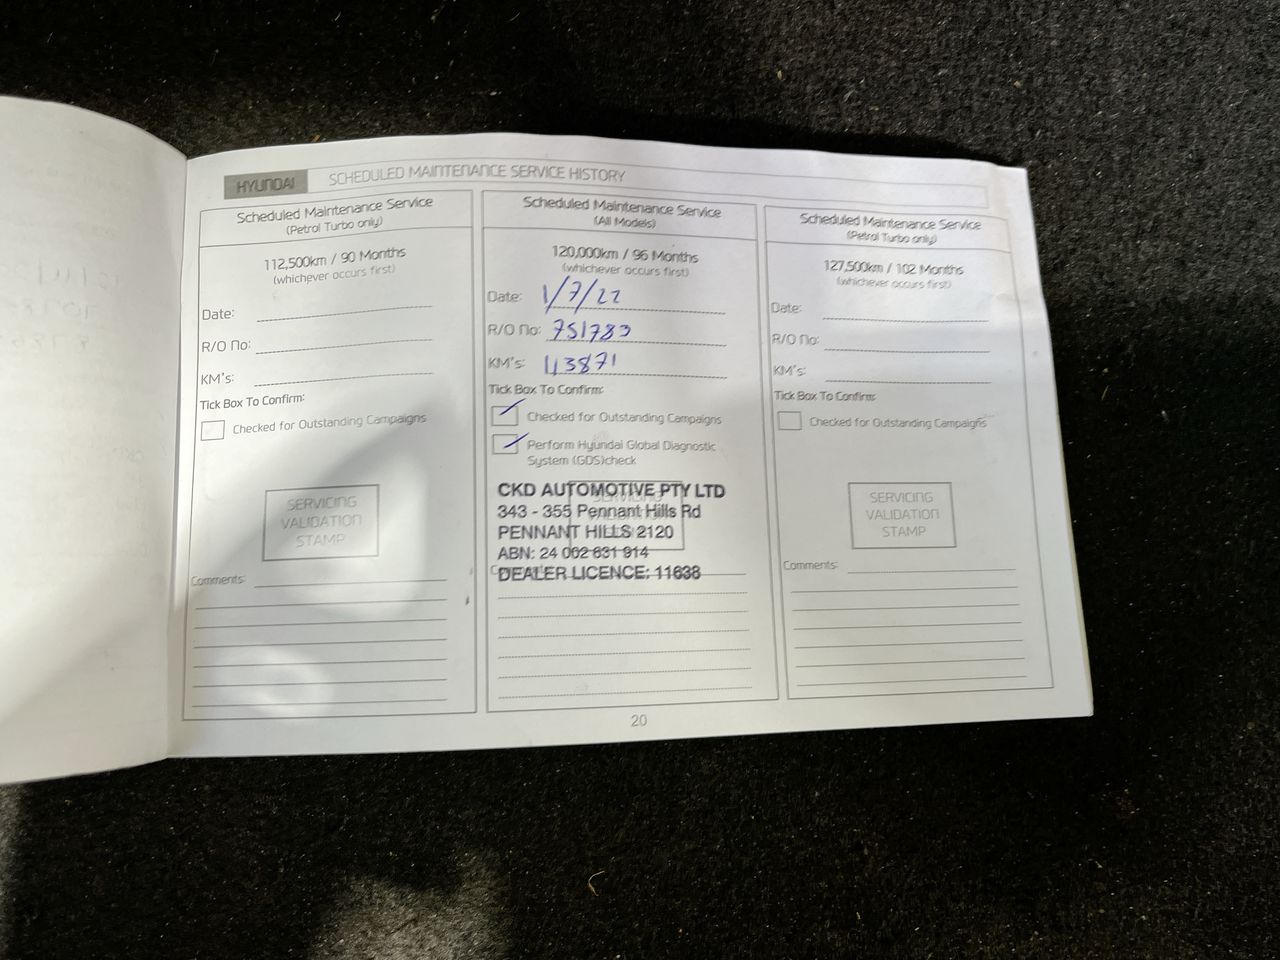 HYUNDAI SCHEDULED MAINTENANCE SERVICE HISTORY
Scheduled Maintenance Service
(Petrol Turbo only)
112,500km / 90 Months
(whichever occurs first)
Date:
R/O No:
KM's:
Tick Box To Confirm:
Checked for Outstanding Campaigns
SERVICING
VALIDATION
STAMP
Comments:
Scheduled Maintenance Service
(All Models)
120,000km / 96 Months
(whichever occurs first)
Date: 1/7/22
R/O No: 751783
KM's: 113871
Tick Box To Confirm:
Checked for Outstanding Campaigns
Perform Hyundai Global Diagnostic
System (GDS)check
CKD AUTOMOTIVE PTY LTD
343 - 355 Pennant Hills Rd
PENNANT HILLS 2120
ABN: 24 002 631 914
DEALER LICENCE: 11638
Scheduled Maintenance Service
(Petrol Turbo only)
127,500km / 102 Months
(whichever occurs first)
Date:
R/O No:
KM's:
Tick Box To Confirm:
Checked for Outstanding Campaigns
SERVICING
VALIDATION
STAMP
Comments:
20